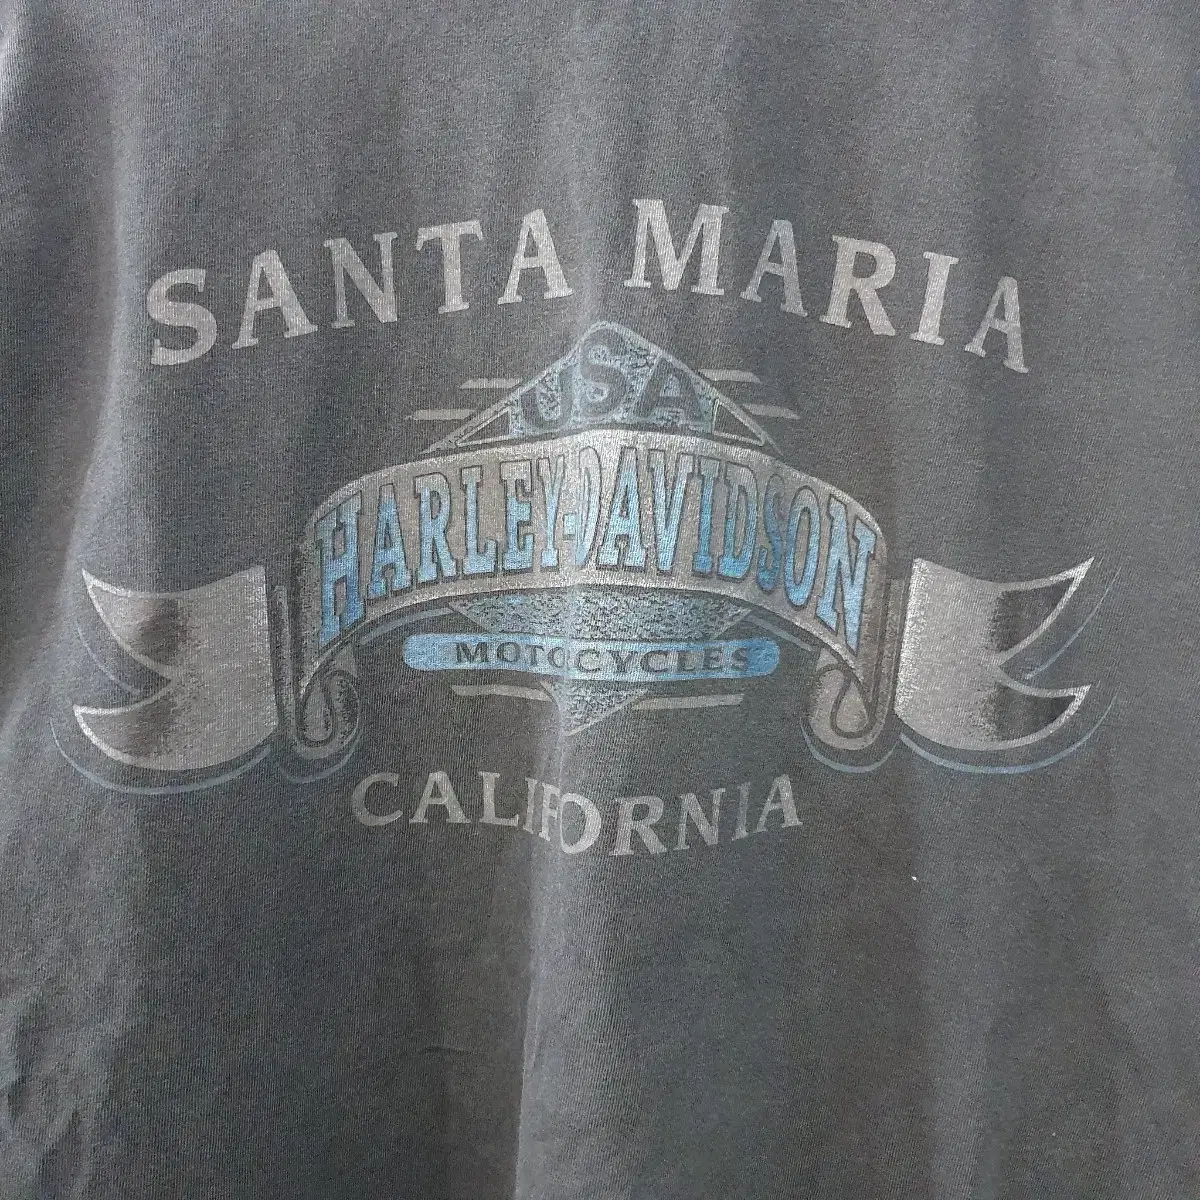 SANTA MARIA
USA
HARLEY-DAVIDSON
MOTOCYCLES
CALIFORNIA